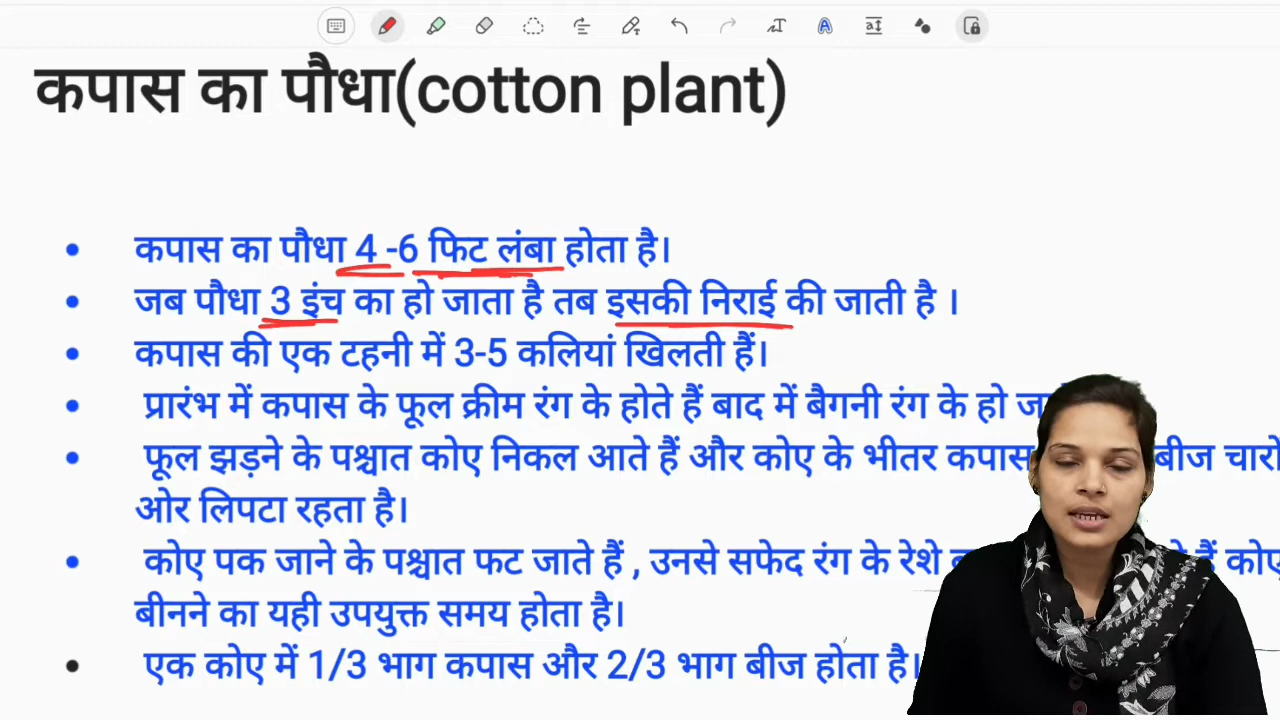 कपास का पौधा(cotton plant)
कपास का पौधा 4 -6 फिट लंबा होता है।
जब पौधा 3 इंच का हो जाता है तब इसकी निराई की जाती है ।
कपास की एक टहनी में 3-5 कलियां खिलती हैं।
प्रारंभ में कपास के फूल क्रीम रंग के होते हैं बाद में बैगनी रंग के हो
फूल झड़ने के पश्चात कोए निकल आते हैं और कोए के भीतर कपास बीज चारो
ओर लिपटा रहता है।
कोए पक जाने के पश्चात फट जाते हैं , उनसे सफेद रंग के रेशे हैं कोए
बीनने का यही उपयुक्त समय होता है।
एक कोए में 1/3 भाग कपास और 2/3 भाग बीज होता है।